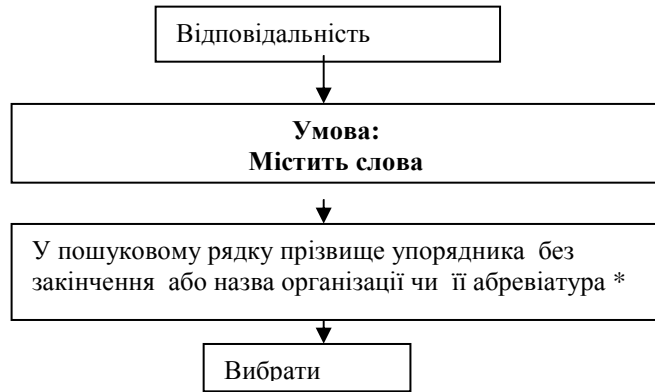 Відповідальність
Умова:
Містить слова
У пошуковому рядку прізвище упорядника без
закінчення або назва організації чи її абревіатура *
Вибрати